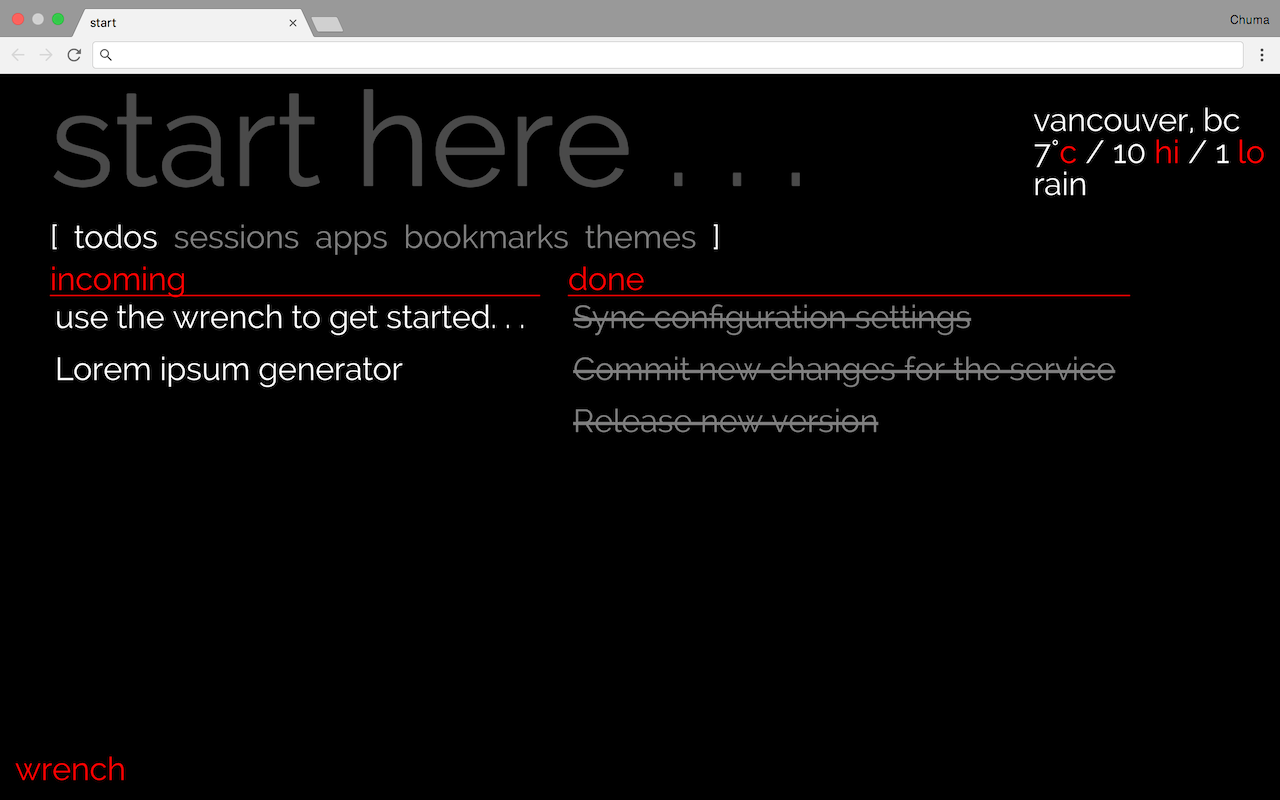 start
Chuma
start here . . .
vancouver, bc
7°c / 10 hi / 1 lo
rain
[ todos sessions apps bookmarks themes ]
incoming
use the wrench to get started. . .
Lorem ipsum generator
done
Sync configuration settings
Commit new changes for the service
Release new version
wrench